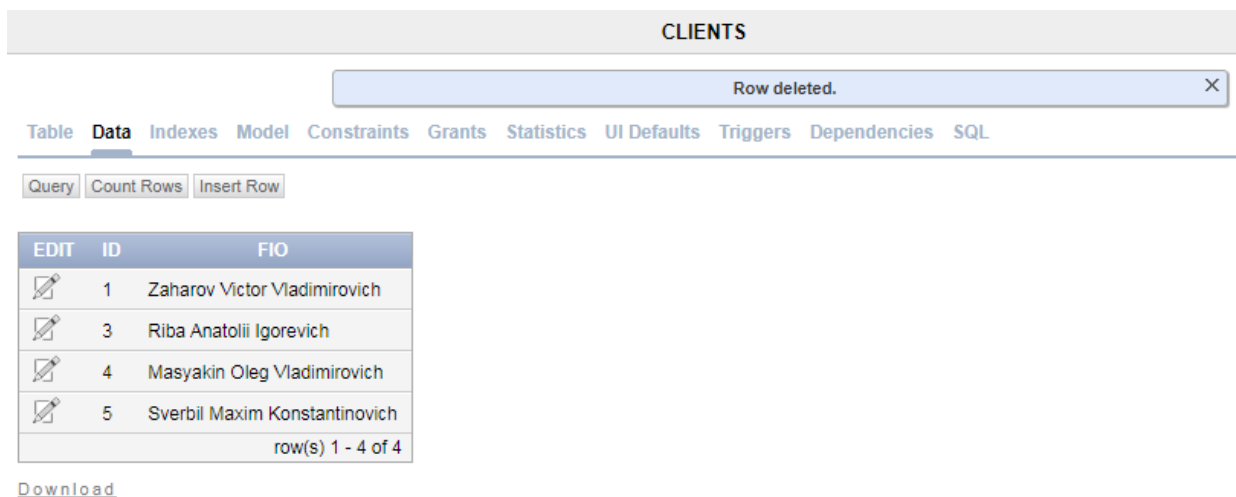 CLIENTS
Row deleted.
Table Data Indexes Model Constraints Grants Statistics UI Defaults Triggers Dependencies SQL
Query Count Rows Insert Row
EDIT ID FIO
1 Zaharov Victor Vladimirovich
3 Riba Anatolii Igorevich
4 Masyakin Oleg Vladimirovich
5 Sverbil Maxim Konstantinovich
row(s) 1 - 4 of 4
Download